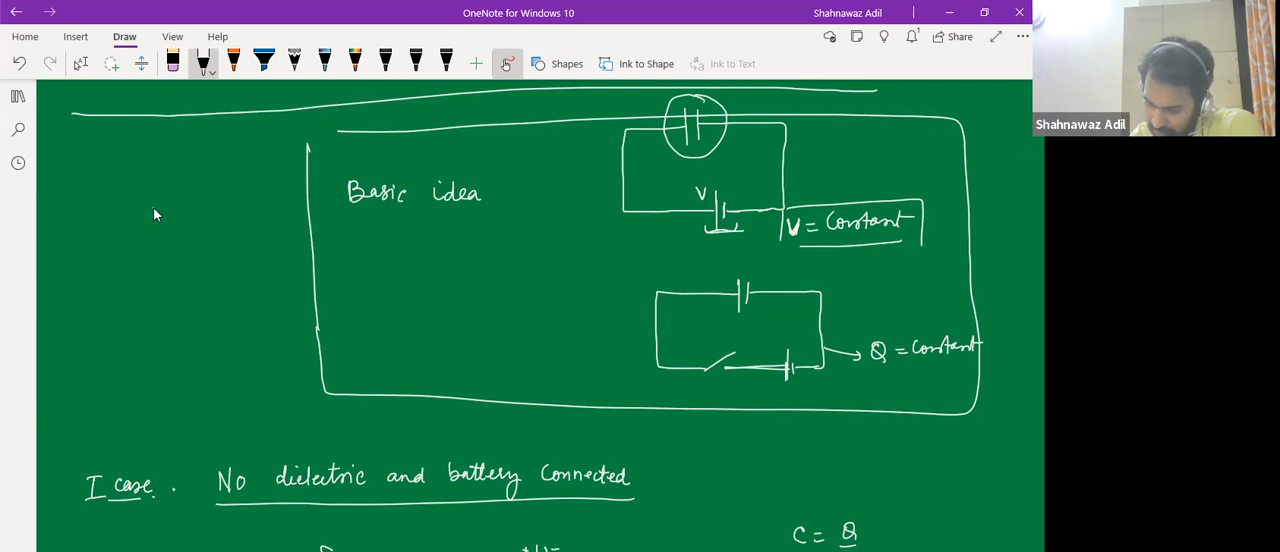 OneNote for Windows 10
Shahnawaz Adil
Home Insert Draw View Help
Share
Shapes
Ink to Shape
Ink to Text
Shahnawaz Adil
Basic idea
V
V = Constant
Q = Constant
I case. No dielectric and battery Connected
C = Q